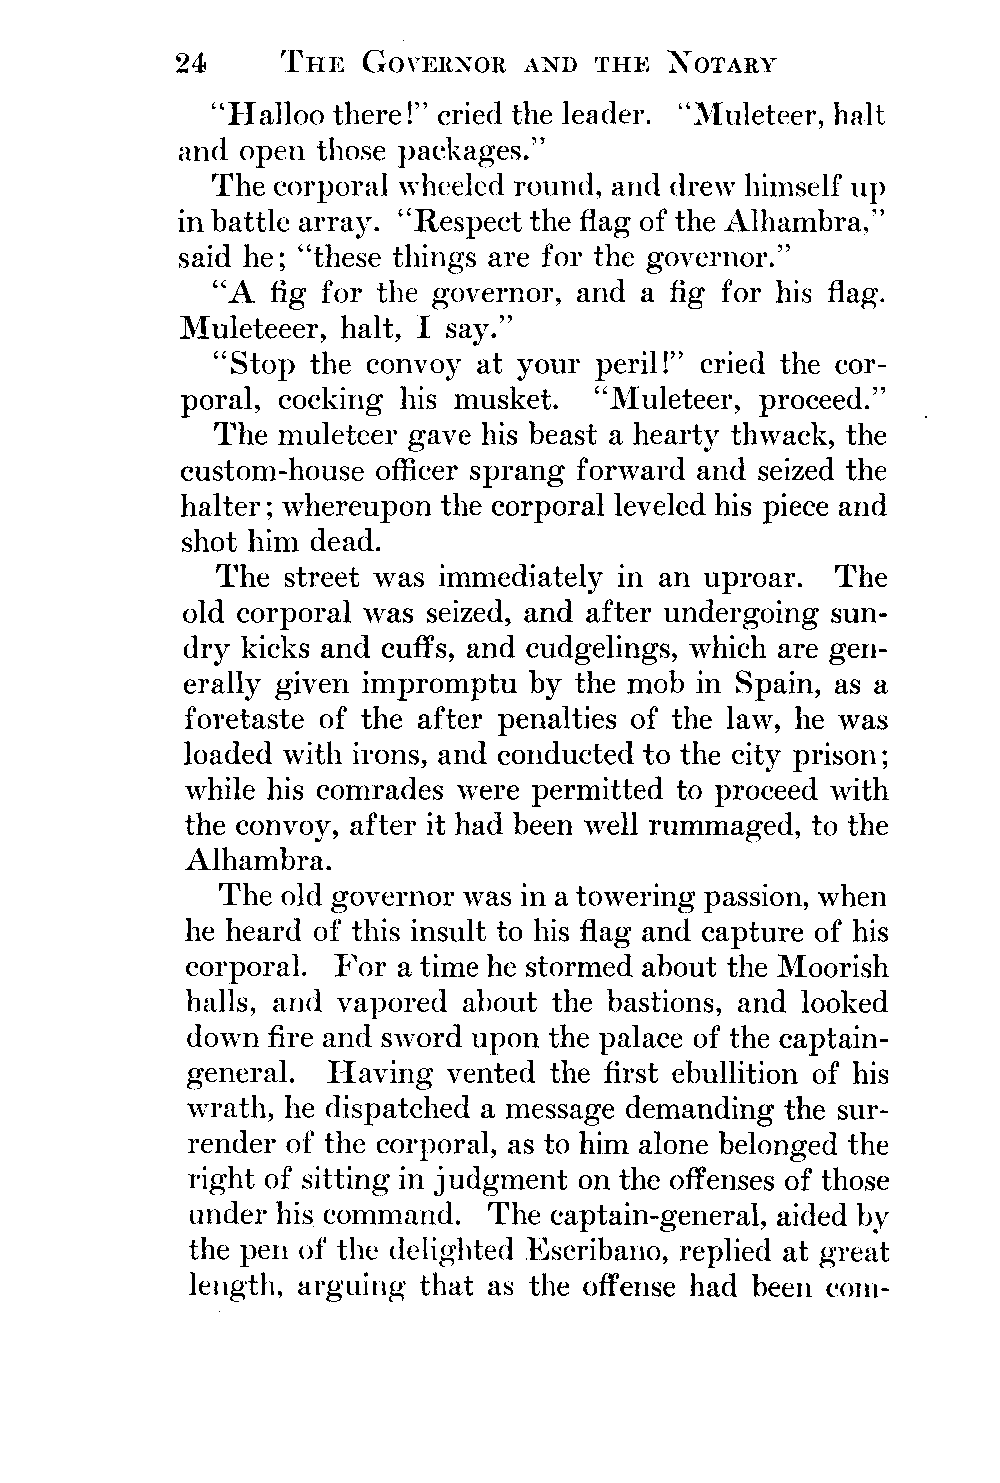 24 THE GOVERNOR AND THE NOTARY
"Halloo there!" cried the leader. "Muleteer, halt
and open those packages."
The corporal wheeled round, and drew himself up
in battle array. "Respect the flag of the Alhambra,"
said he; "these things are for the governor."
"A fig for the governor, and a fig for his flag.
Muleteeer, halt, I say."
"Stop the convoy at your peril!" cried the cor-
poral, cocking his musket. "Muleteer, proceed."
The muleteer gave his beast a hearty thwack, the
custom-house officer sprang forward and seized the
halter; whereupon the corporal leveled his piece and
shot him dead.
The street was immediately in an uproar. The
old corporal was seized, and after undergoing sun-
dry kicks and cuffs, and cudgelings, which are gen-
erally given impromptu by the mob in Spain, as a
foretaste of the after penalties of the law, he was
loaded with irons, and conducted to the city prison;
while his comrades were permitted to proceed with
the convoy, after it had been well rummaged, to the
Alhambra.
The old governor was in a towering passion, when
he heard of this insult to his flag and capture of his
corporal. For a time he stormed about the Moorish
halls, and vapored about the bastions, and looked
down fire and sword upon the palace of the captain-
general. Having vented the first ebullition of his
wrath, he dispatched a message demanding the sur-
render of the corporal, as to him alone belonged the
right of sitting in judgment on the offenses of those
under his command. The captain-general, aided by
the pen of the delighted Escribano, replied at great
length, arguing that as the offense had been com-